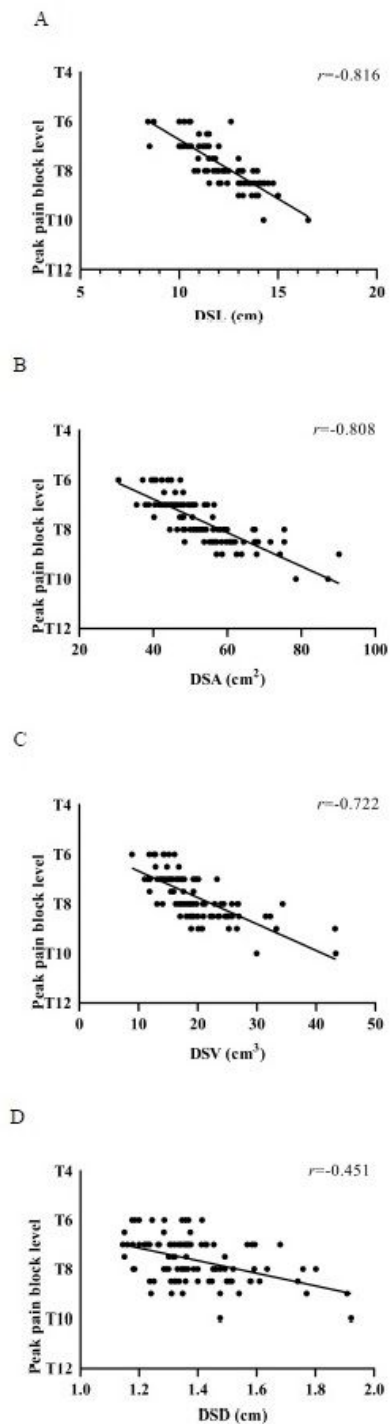 A
r=-0.816
Peak pain block level
T4
T6
T8
T10
T12
5
10
15
20
DSL (cm)
B
r=-0.808
Peak pain block level
T4
T6
T8
T10
T12
20
40
60
80
100
DSA (cm²)
C
r=-0.722
Peak pain block level
T4
T6
T8
T10
T12
0
10
20
30
40
50
DSV (cm³)
D
r=-0.451
Peak pain block level
T4
T6
T8
T10
T12
1.0
1.2
1.4
1.6
1.8
2.0
DSD (cm)